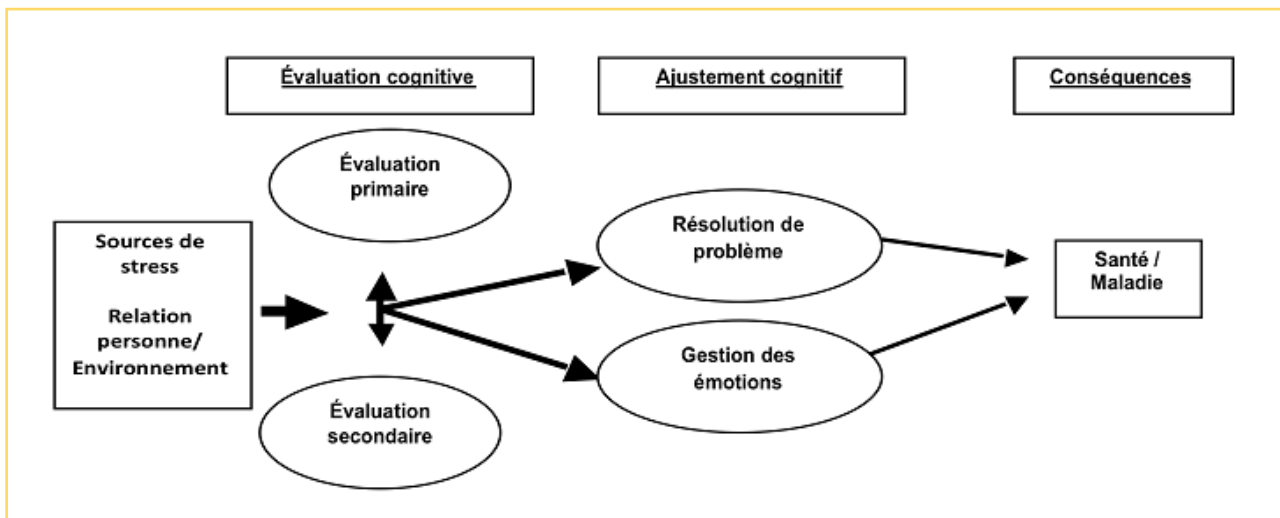 Évaluation cognitive
Ajustement cognitif
Conséquences
Évaluation
primaire
Sources de
stress
Relation
personne/
Environnement
Évaluation
secondaire
Résolution de
problème
Gestion des
émotions
Santé /
Maladie